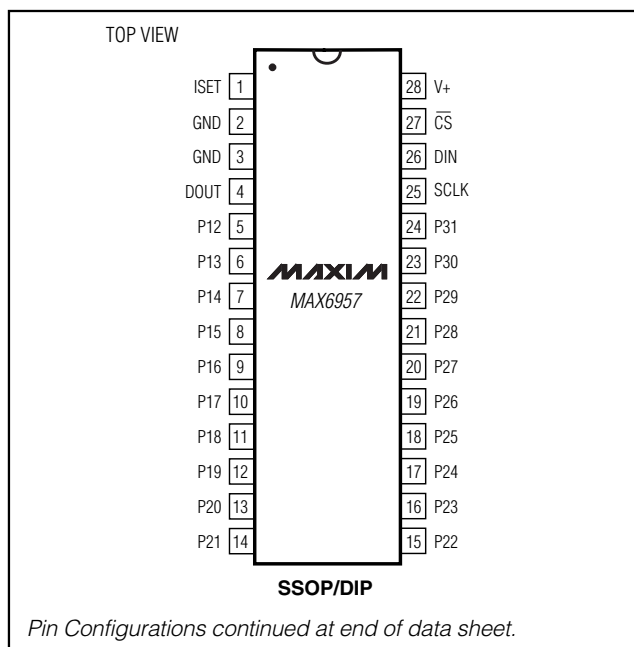 TOP VIEW
ISET 1 28 V+
GND 2 27 CS
GND 3 26 DIN
DOUT 4 25 SCLK
P12 5 24 P31
P13 6 23 P30
MAXIM
P14 7 MAX6957 22 P29
P15 8 21 P28
P16 9 20 P27
P17 10 19 P26
P18 11 18 P25
P19 12 17 P24
P20 13 16 P23
P21 14 15 P22
SSOP/DIP
Pin Configurations continued at end of data sheet.